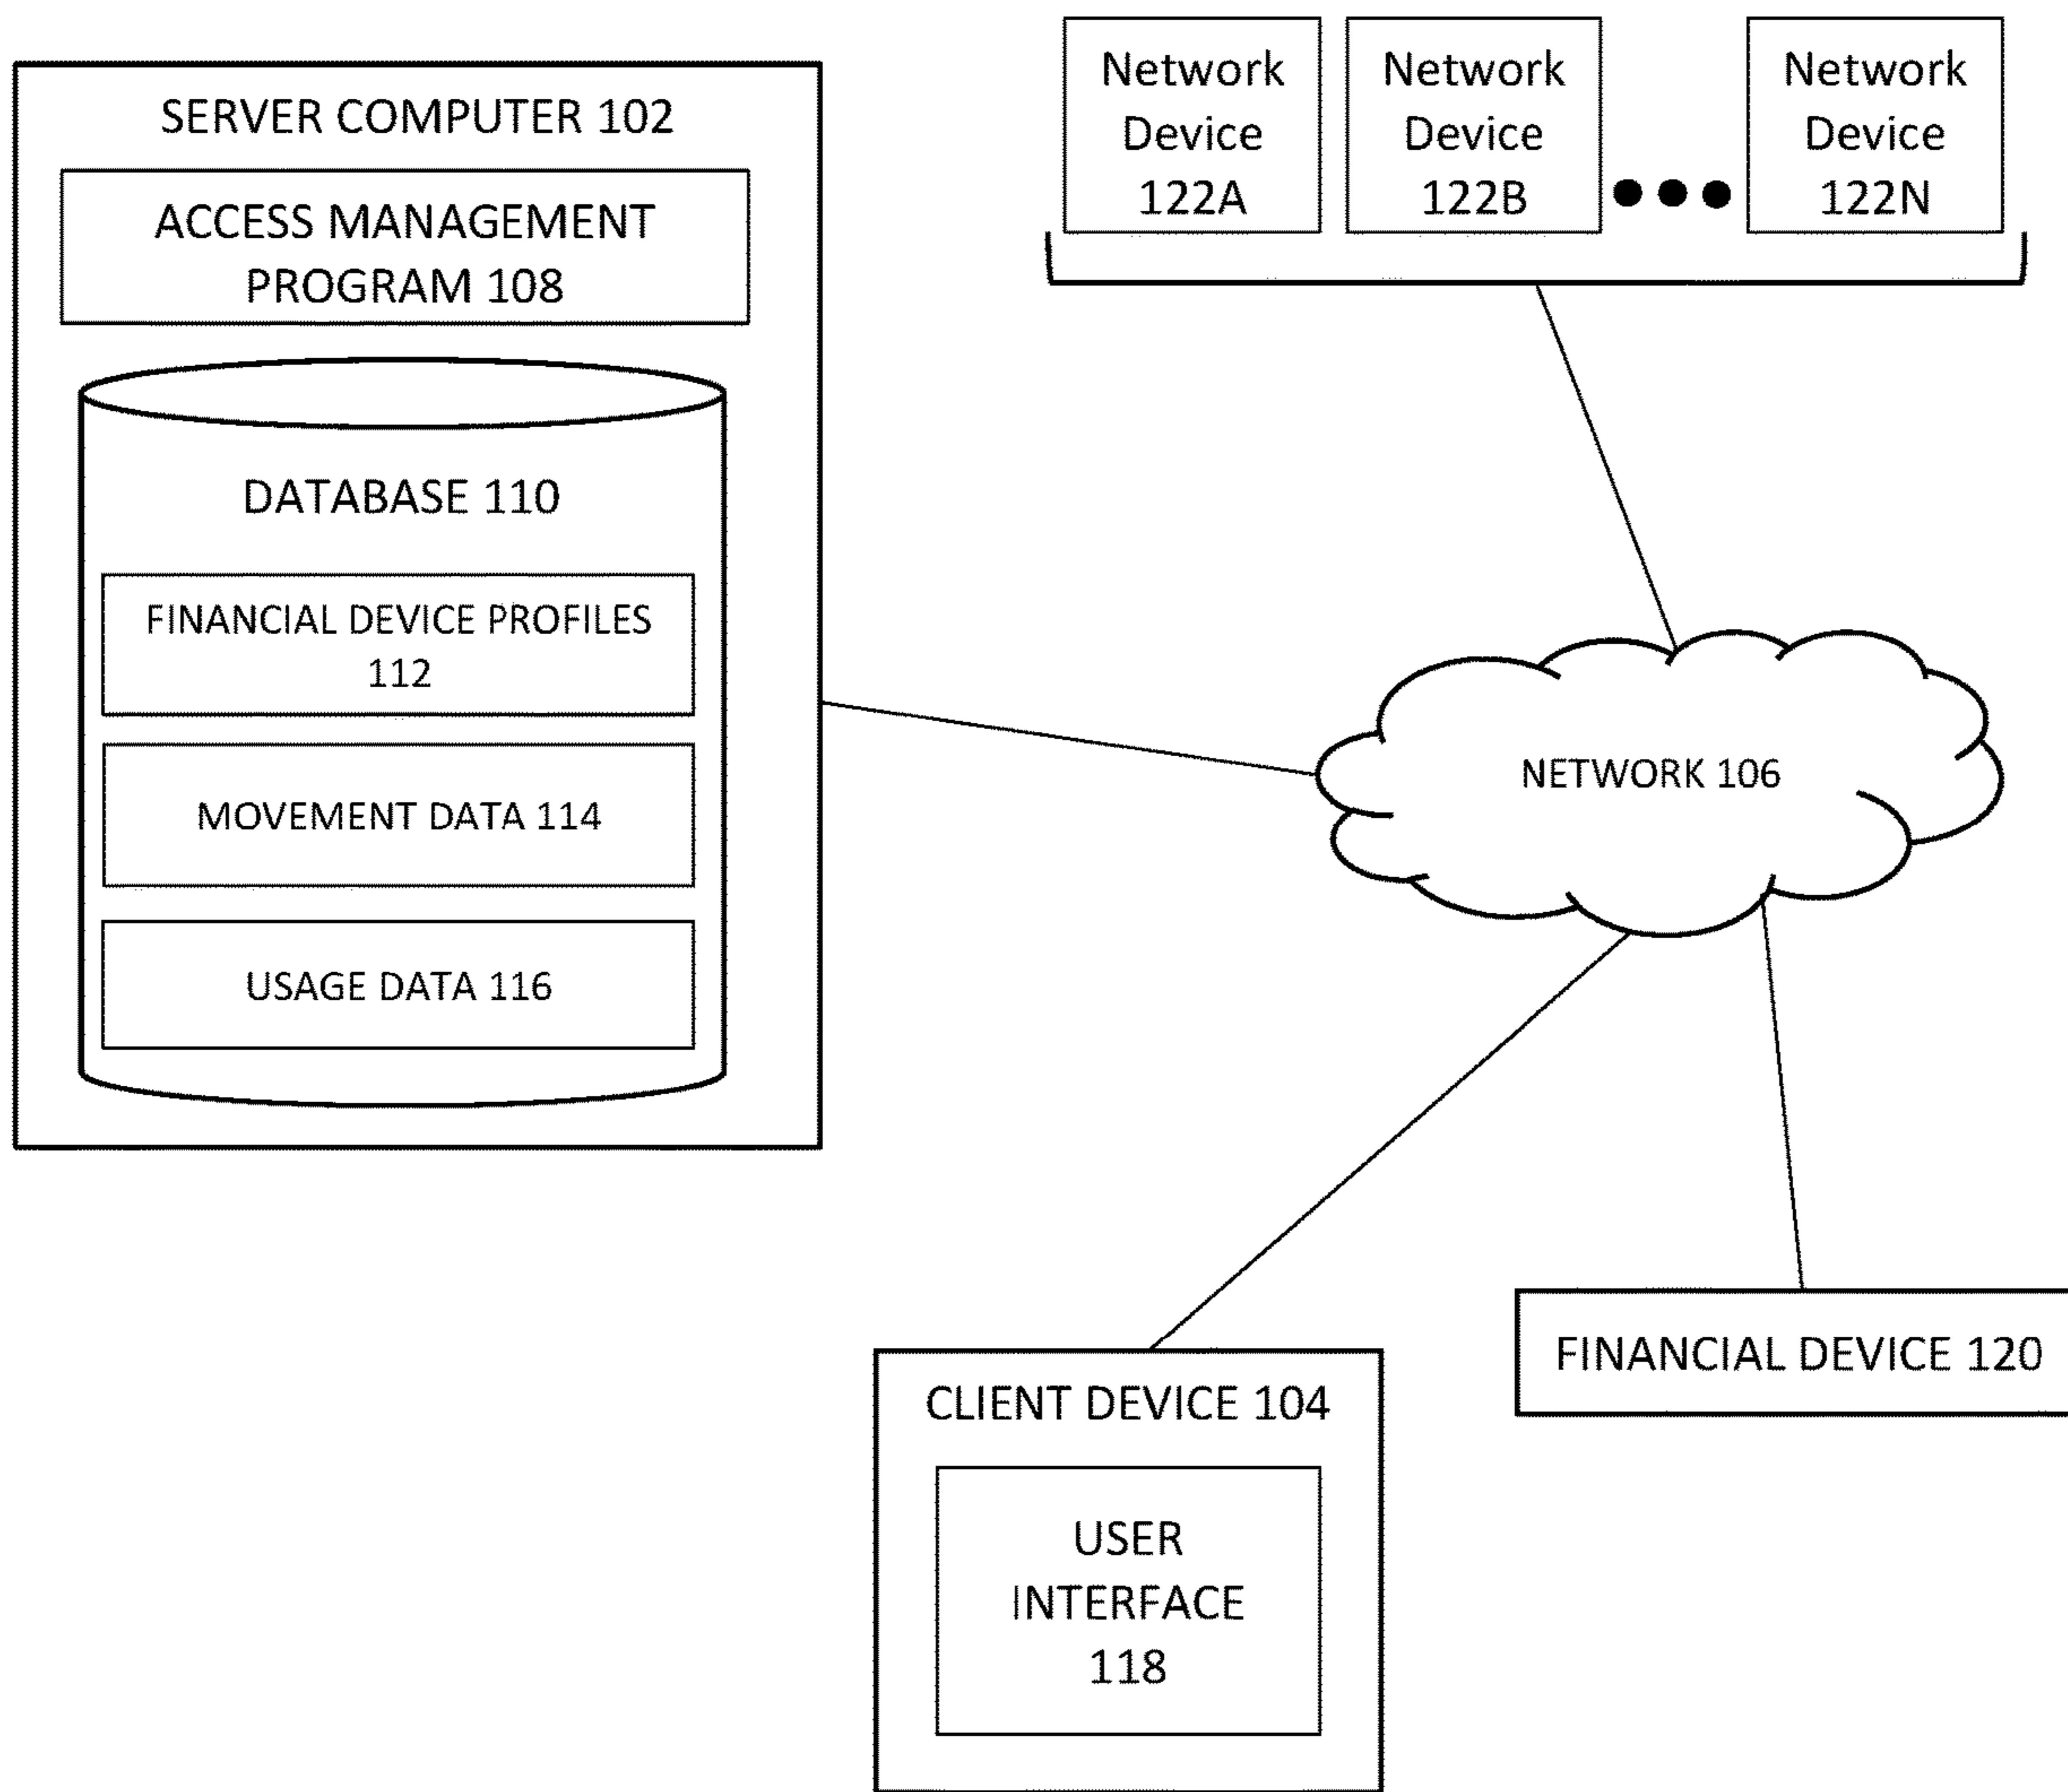 SERVER COMPUTER 102
ACCESS MANAGEMENT
PROGRAM 108
DATABASE 110
FINANCIAL DEVICE PROFILES
112
MOVEMENT DATA 114
USAGE DATA 116
Network
Device
122A
Network
Device
122B
Network
Device
122N
NETWORK 106
CLIENT DEVICE 104
USER
INTERFACE
118
FINANCIAL DEVICE 120